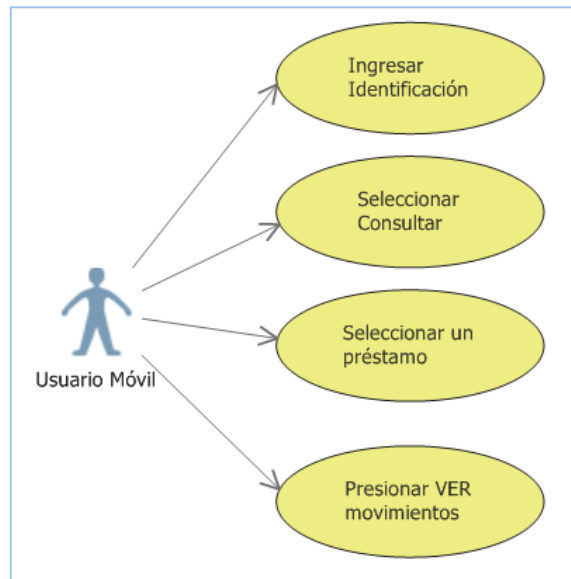 Ingresar
Identificación
Seleccionar
Consultar
Seleccionar un
préstamo
Usuario Móvil
Presionar VER
movimientos